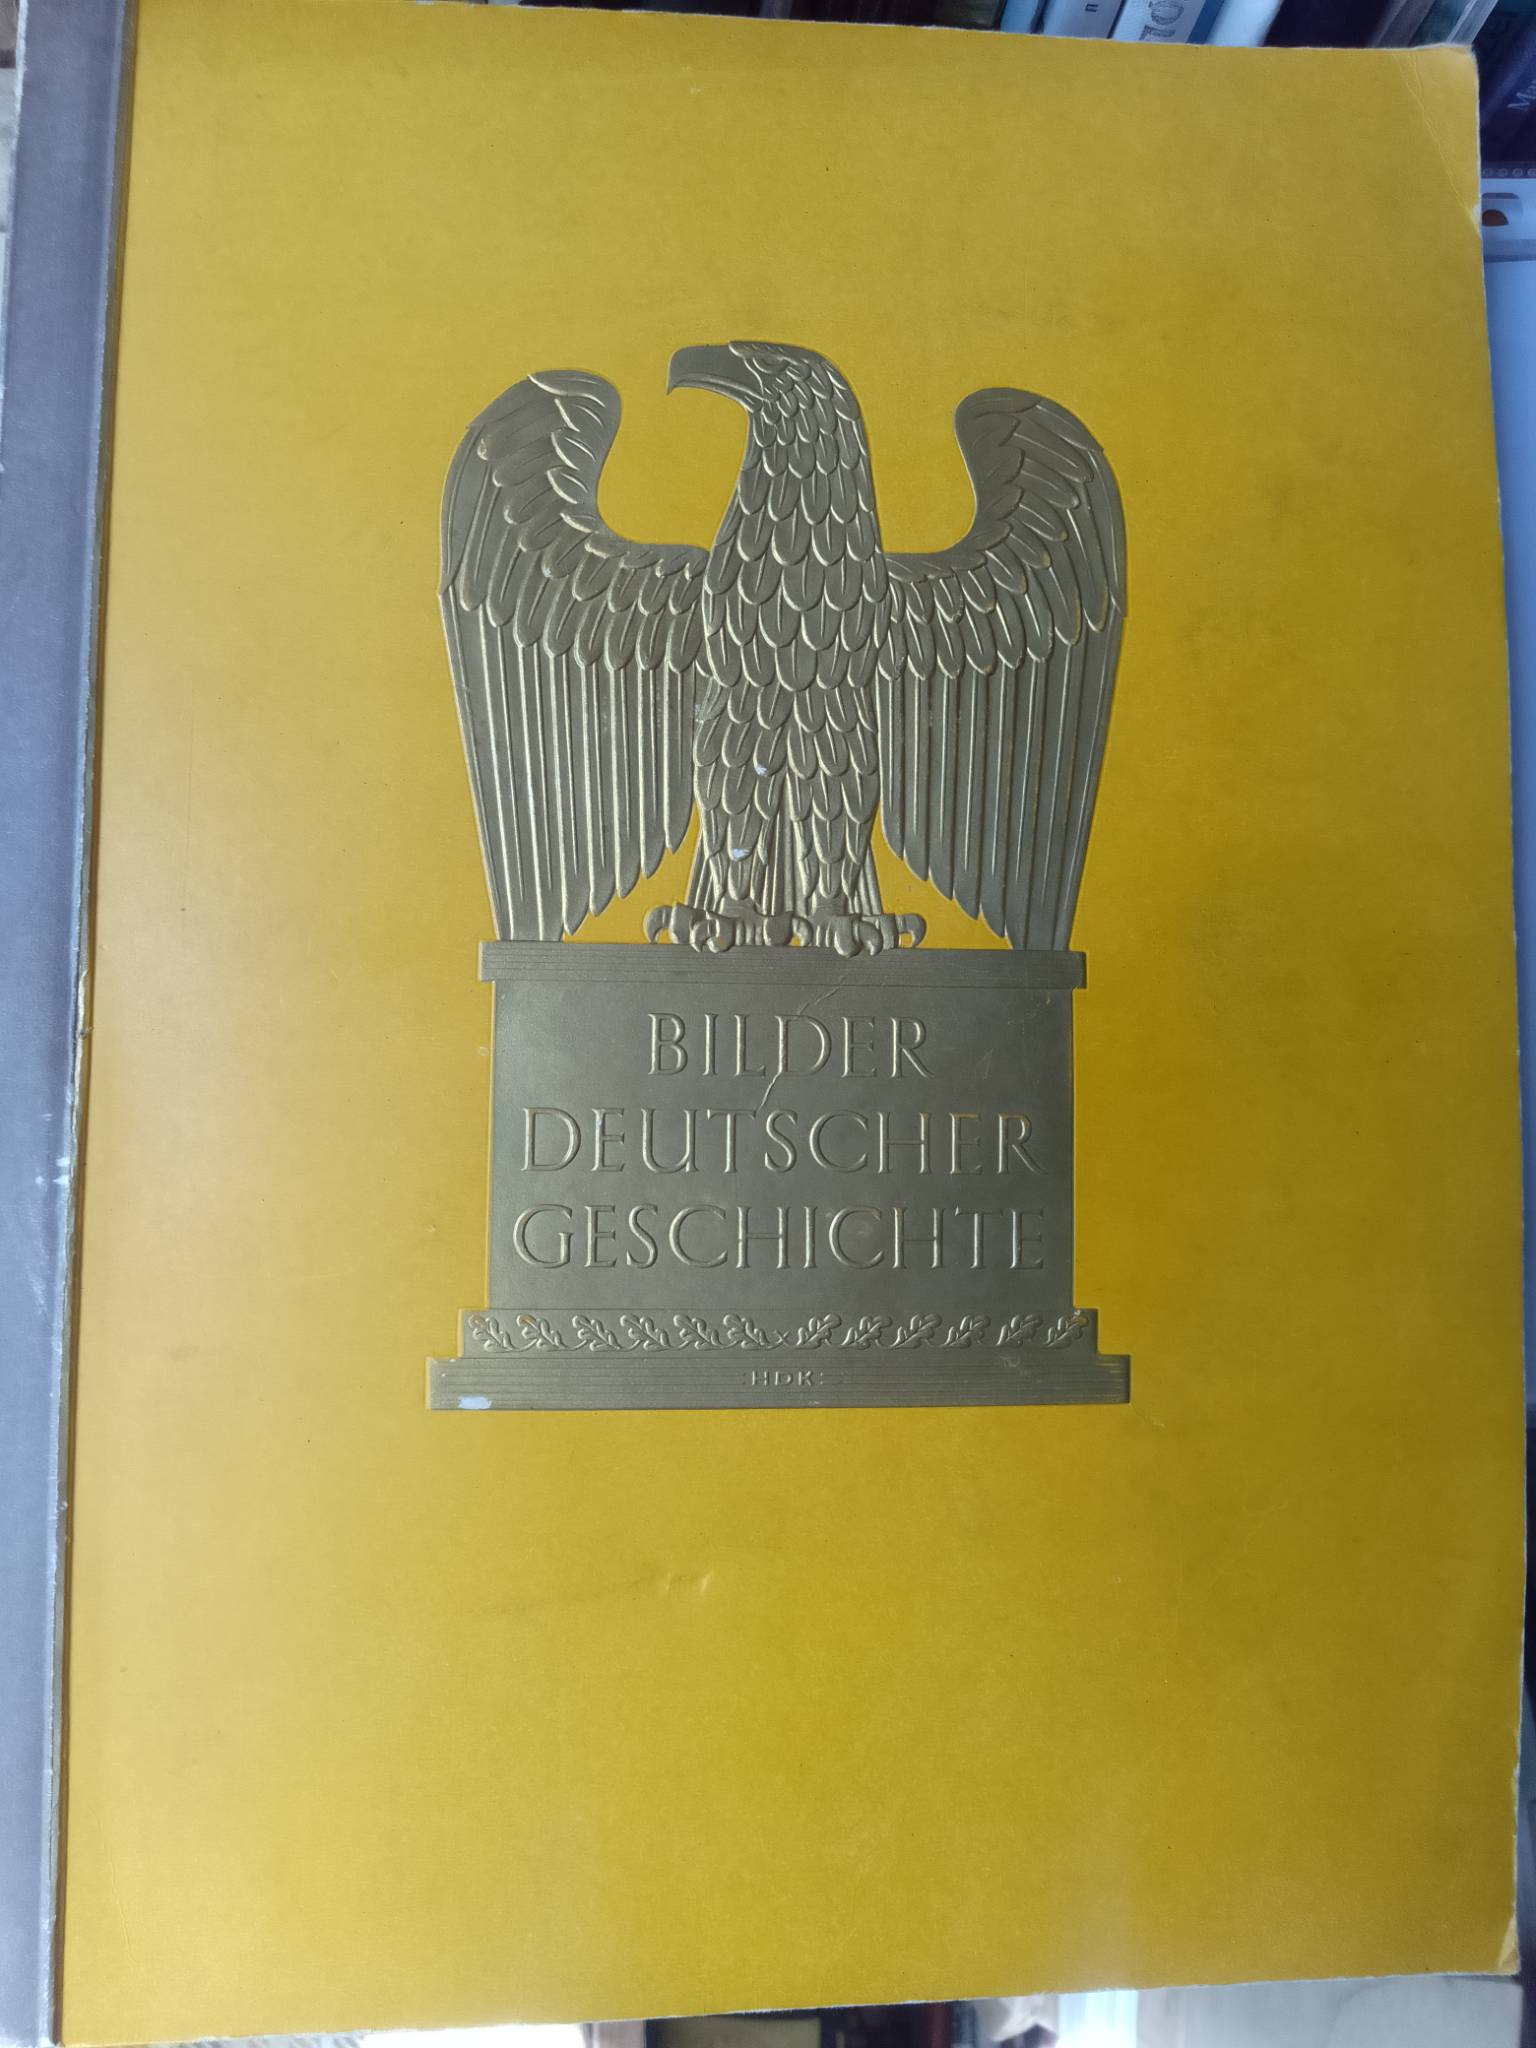 BILDER
DEUTSCHER
GESCHICHTE
:HDK: